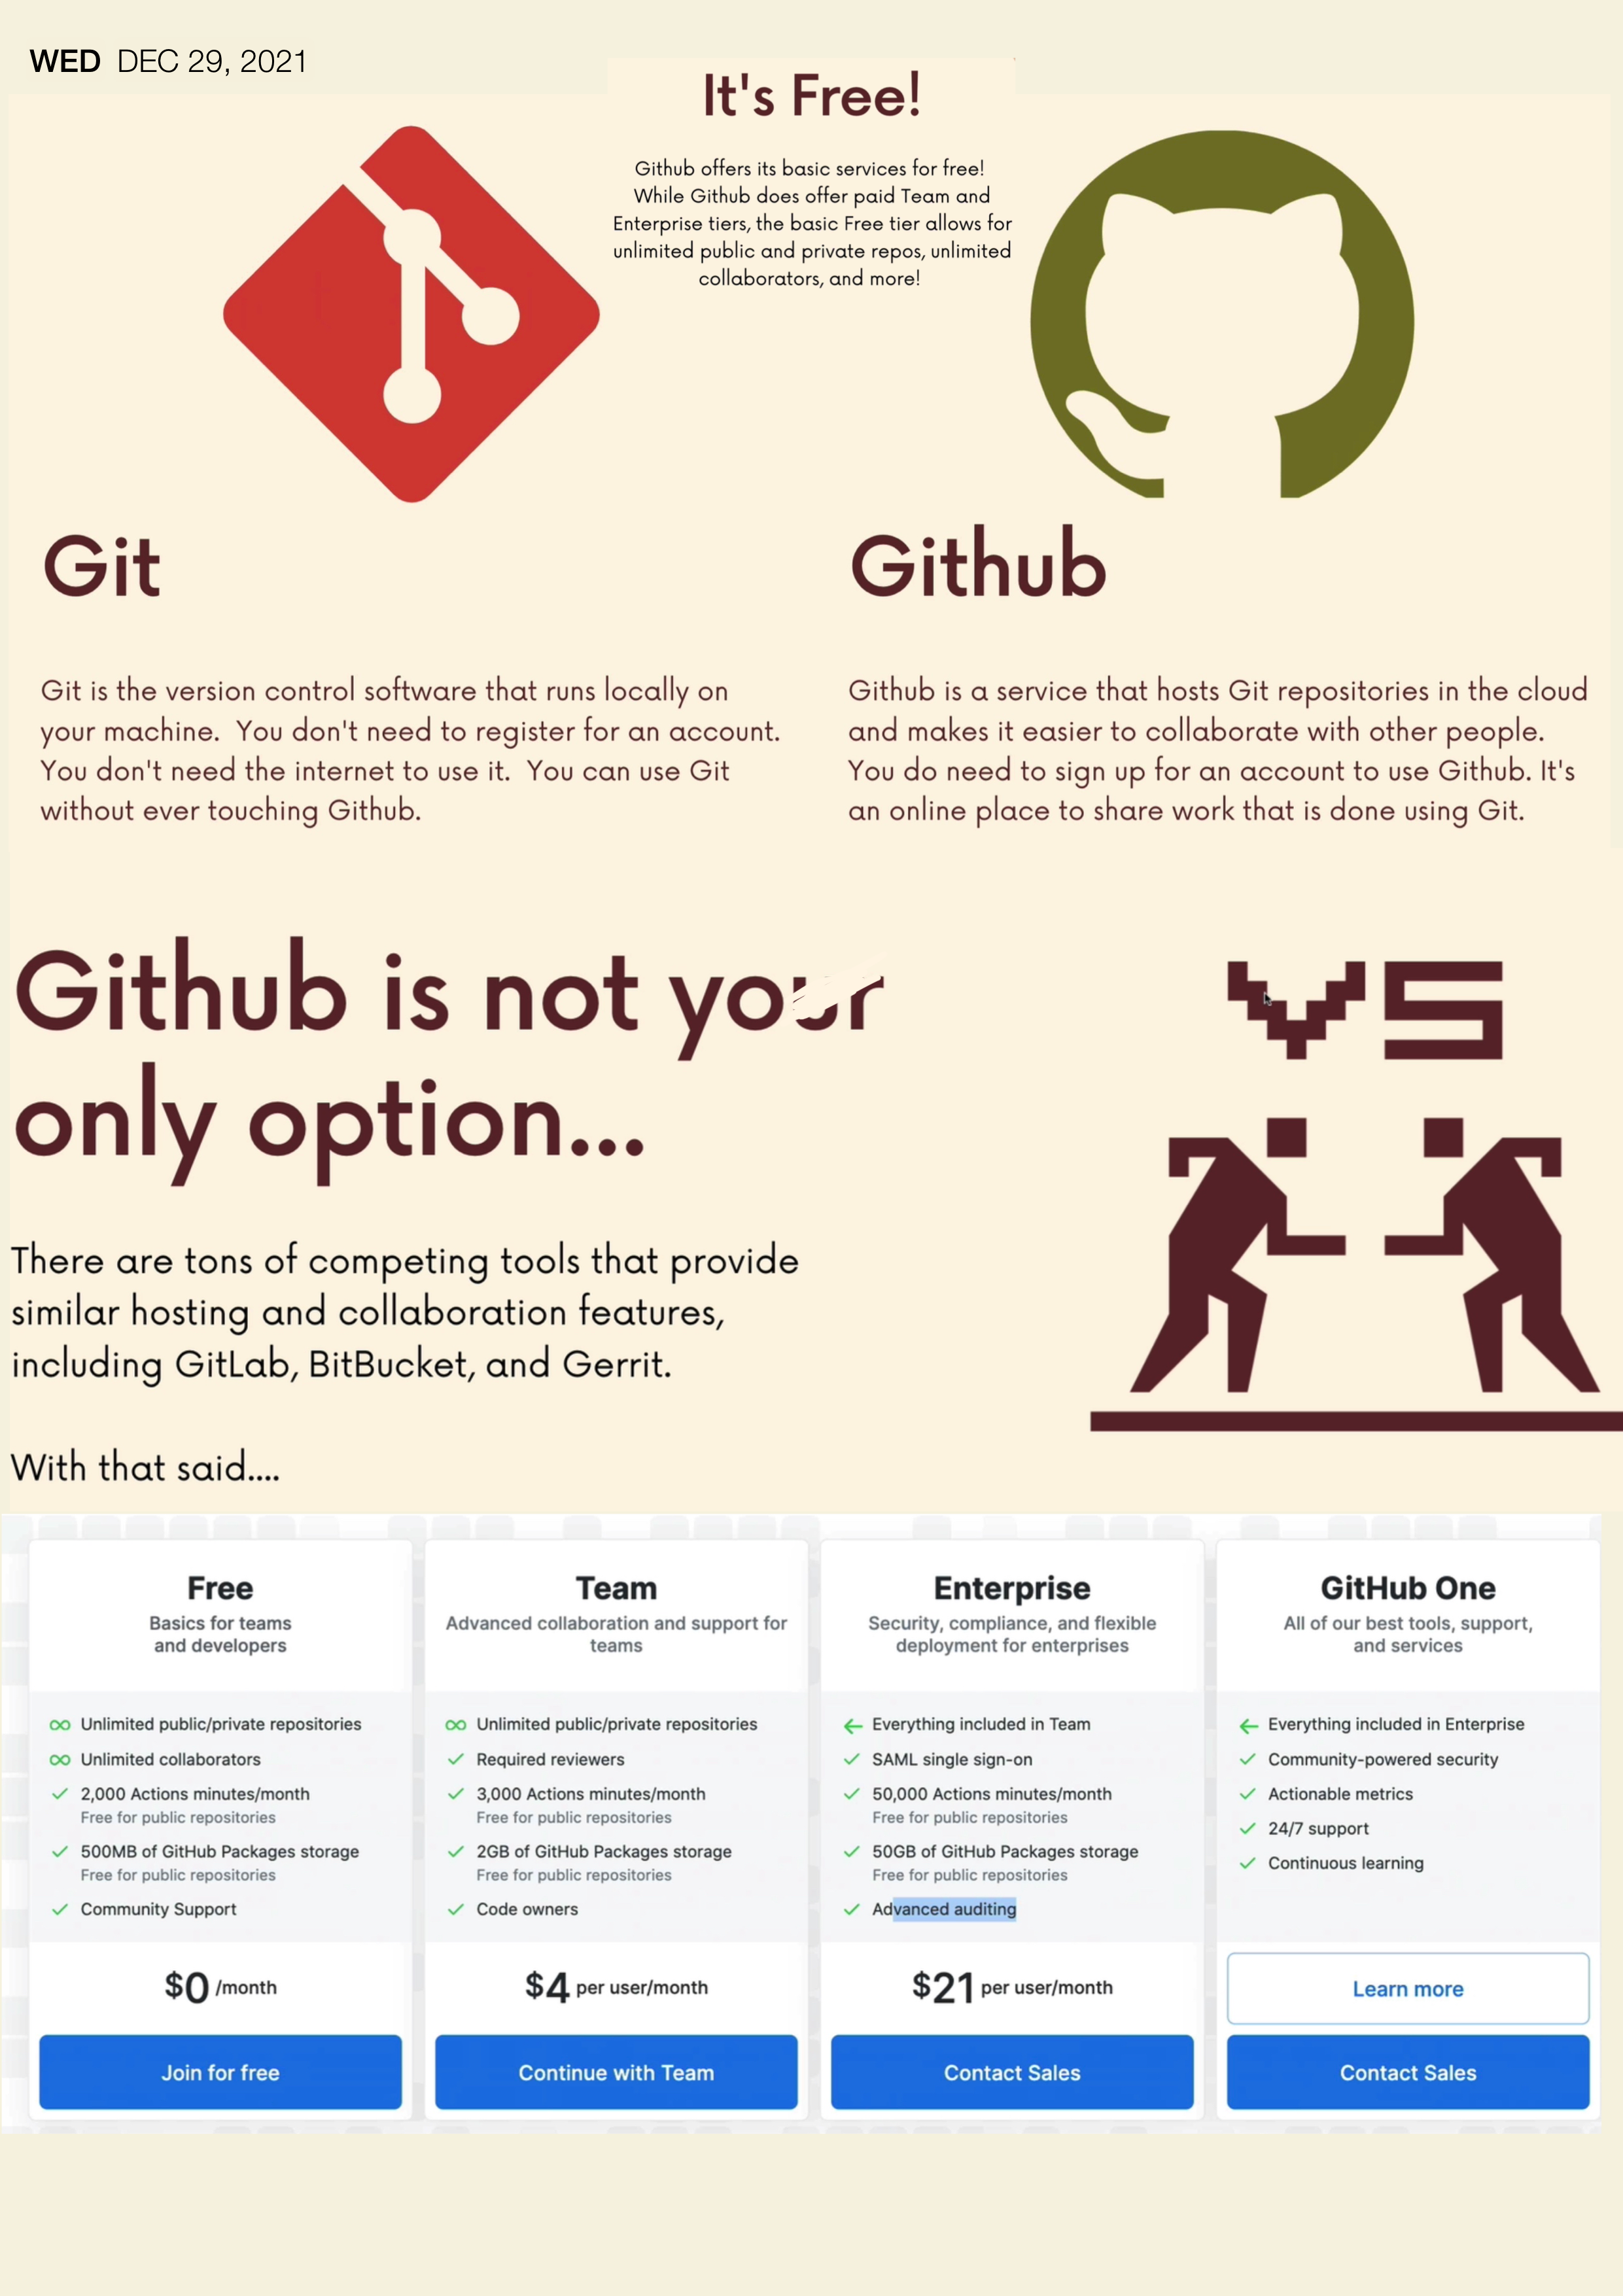 WED DEC 29, 2021
It's Free!
Github offers its basic services for free!
While Github does offer paid Team and
Enterprise tiers, the basic Free tier allows for
unlimited public and private repos, unlimited
collaborators, and more!
Git
Git is the version control software that runs locally on
your machine.  You don't need to register for an account.
You don't need the internet to use it.  You can use Git
without ever touching Github.
Github
Github is a service that hosts Git repositories in the cloud
and makes it easier to collaborate with other people.
You do need to sign up for an account to use Github. It's
an online place to share work that is done using Git.
Github is not your
only option...
There are tons of competing tools that provide
similar hosting and collaboration features,
including GitLab, BitBucket, and Gerrit.
With that said....
VS
Free
Basics for teams
and developers
∞ Unlimited public/private repositories
∞ Unlimited collaborators
✓ 2,000 Actions minutes/month
Free for public repositories
✓ 500MB of GitHub Packages storage
Free for public repositories
✓ Community Support
$0 /month
Join for free
Team
Advanced collaboration and support for
teams
∞ Unlimited public/private repositories
✓ Required reviewers
✓ 3,000 Actions minutes/month
Free for public repositories
✓ 2GB of GitHub Packages storage
Free for public repositories
✓ Code owners
$4 per user/month
Continue with Team
Enterprise
Security, compliance, and flexible
deployment for enterprises
← Everything included in Team
✓ SAML single sign-on
✓ 50,000 Actions minutes/month
Free for public repositories
✓ 50GB of GitHub Packages storage
Free for public repositories
✓ Advanced auditing
$21 per user/month
Contact Sales
GitHub One
All of our best tools, support,
and services
← Everything included in Enterprise
✓ Community-powered security
✓ Actionable metrics
✓ 24/7 support
✓ Continuous learning
Learn more
Contact Sales